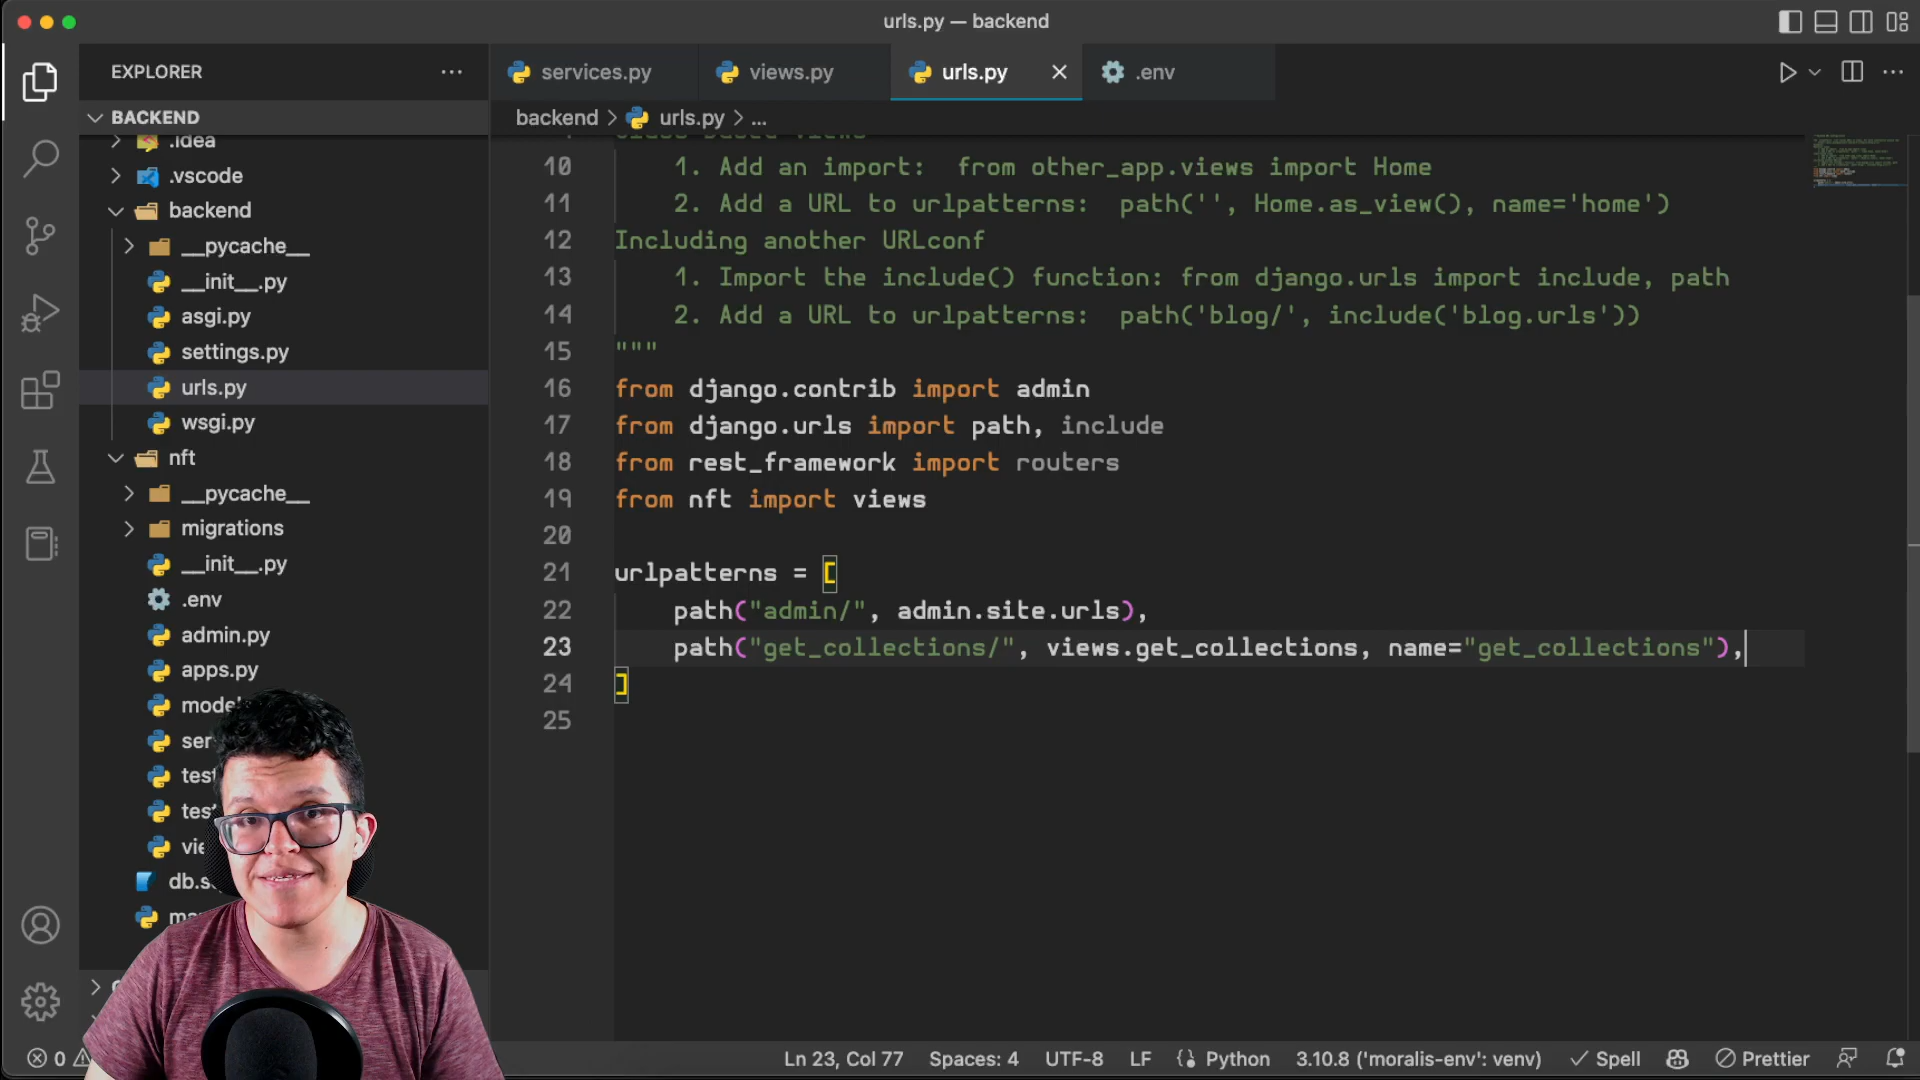 urls.py — backend
EXPLORER
BACKEND
.idea
.vscode
backend
__pycache__
__init__.py
asgi.py
settings.py
urls.py
wsgi.py
nft
__pycache__
migrations
__init__.py
.env
admin.py
apps.py
services.py
views.py
urls.py
.env
backend > urls.py > ...
10 1. Add an import:  from other_app.views import Home
11 2. Add a URL to urlpatterns:  path('', Home.as_view(), name='home')
12 Including another URLconf
13 1. Import the include() function: from django.urls import include, path
14 2. Add a URL to urlpatterns:  path('blog/', include('blog.urls'))
15 """
16 from django.contrib import admin
17 from django.urls import path, include
18 from rest_framework import routers
19 from nft import views
20
21 urlpatterns = [
22 path("admin/", admin.site.urls),
23 path("get_collections/", views.get_collections, name="get_collections"),
24 ]
25
0
Ln 23, Col 77
Spaces: 4
UTF-8
LF
Python
3.10.8 ('moralis-env': venv)
Spell
Prettier